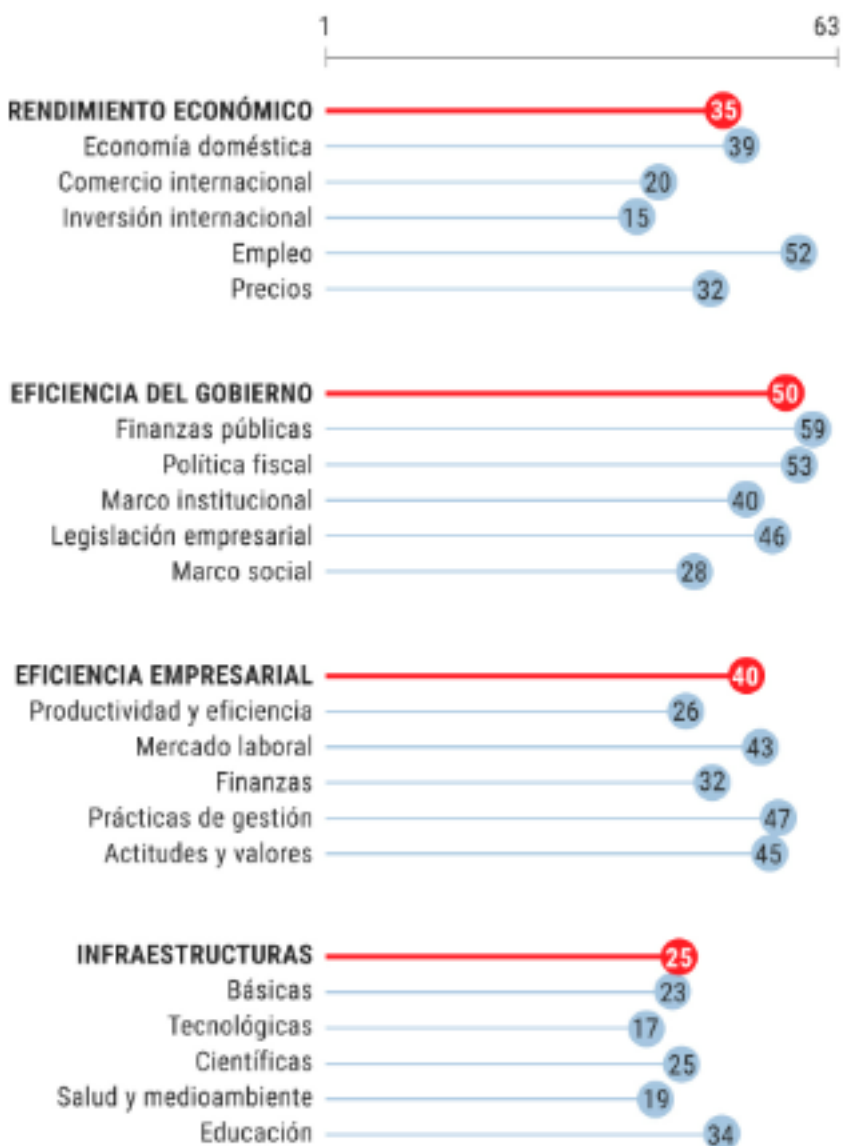 1 63
RENDIMIENTO ECONÓMICO 35
Economía doméstica 39
Comercio internacional 20
Inversión internacional 15
Empleo 52
Precios 32
EFICIENCIA DEL GOBIERNO 50
Finanzas públicas 59
Política fiscal 53
Marco institucional 40
Legislación empresarial 46
Marco social 28
EFICIENCIA EMPRESARIAL 40
Productividad y eficiencia 26
Mercado laboral 43
Finanzas 32
Prácticas de gestión 47
Actitudes y valores 45
INFRAESTRUCTURAS 25
Básicas 23
Tecnológicas 17
Científicas 25
Salud y medioambiente 19
Educación 34